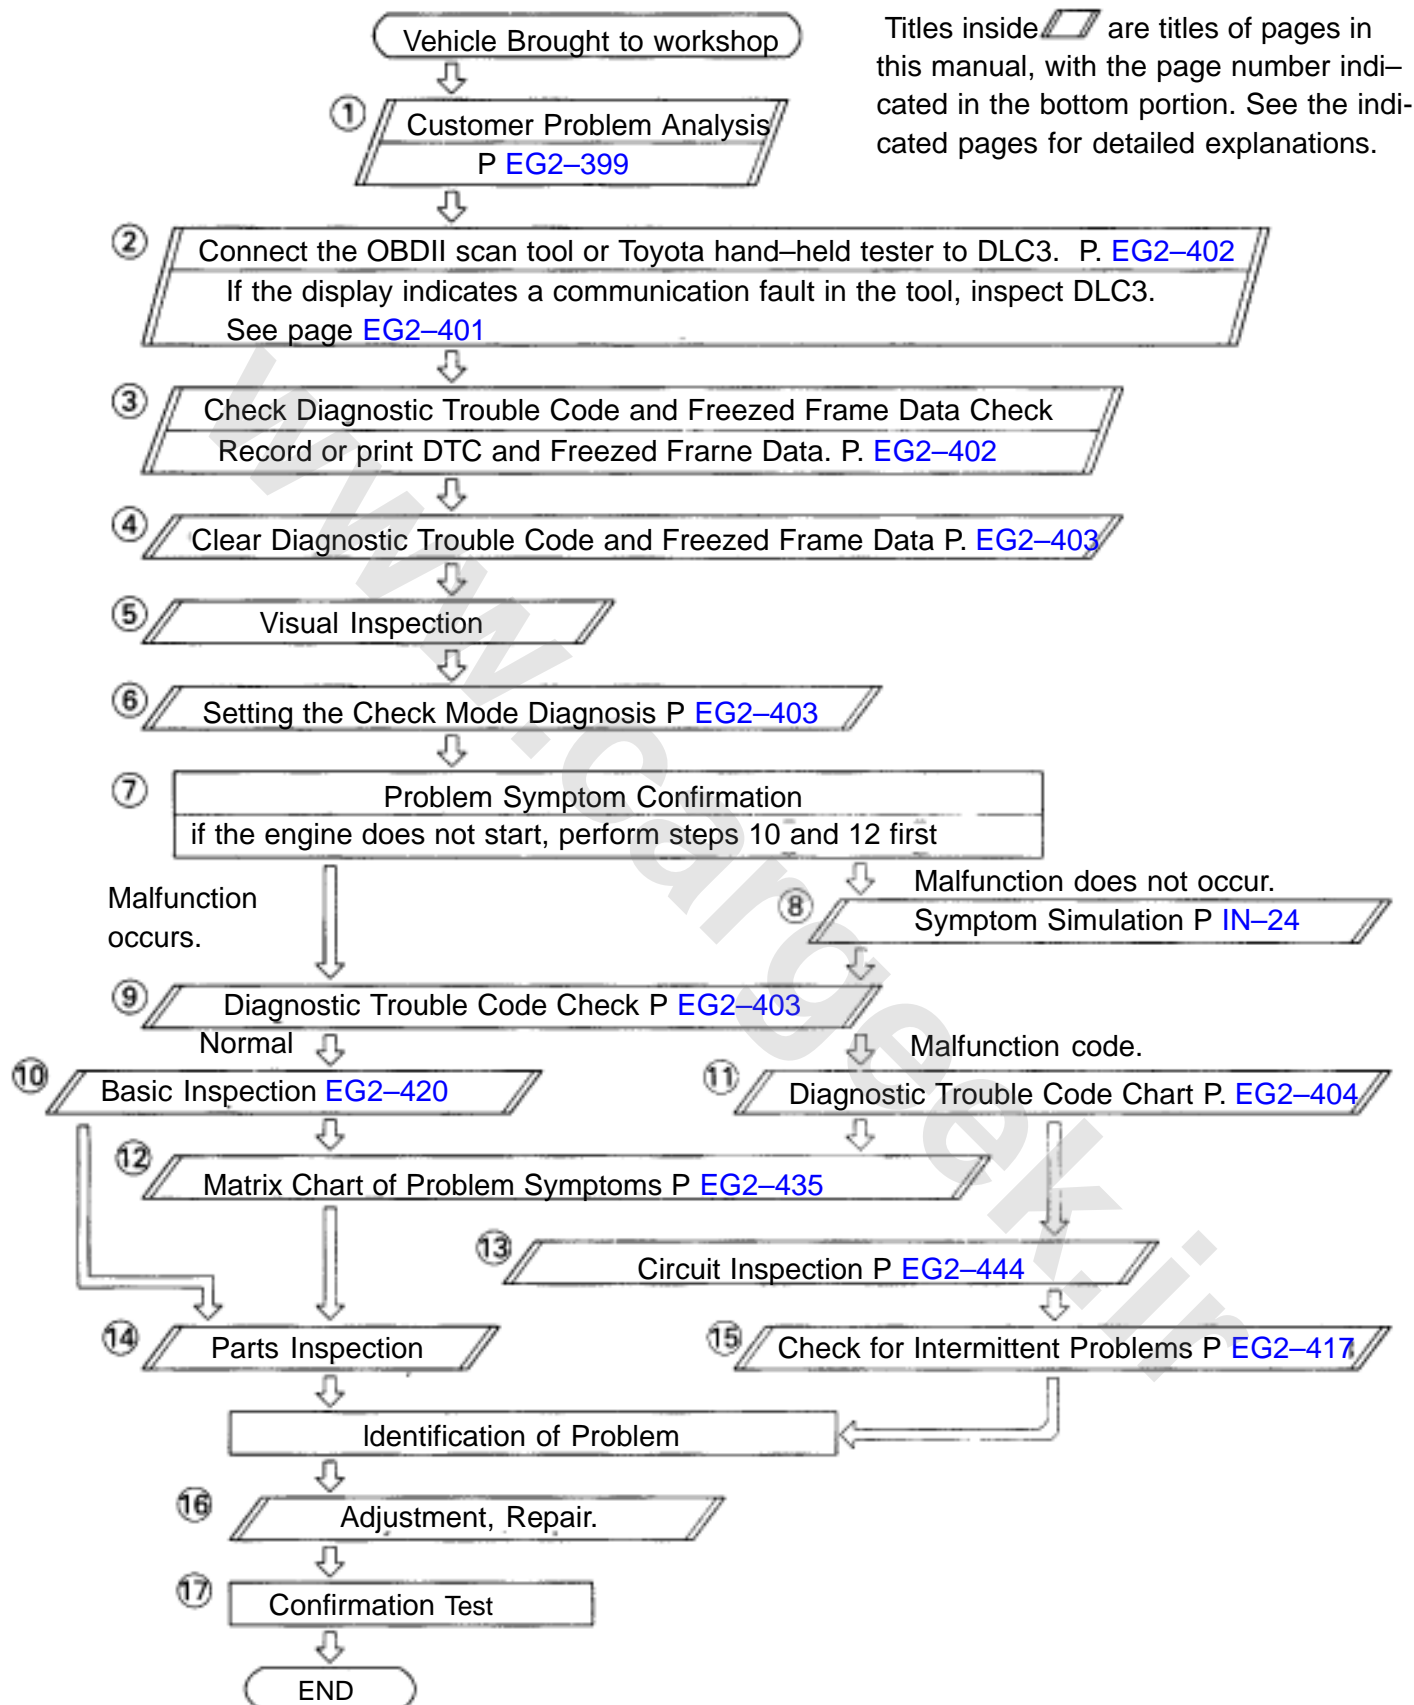 Vehicle Brought to workshop
Titles inside are titles of pages in
this manual, with the page number indi–
cated in the bottom portion. See the indi-
cated pages for detailed explanations.
1
Customer Problem Analysis
P EG2–399
2
Connect the OBDII scan tool or Toyota hand–held tester to DLC3. P. EG2–402
If the display indicates a communication fault in the tool, inspect DLC3.
See page EG2–401
3
Check Diagnostic Trouble Code and Freezed Frame Data Check
Record or print DTC and Freezed Frarne Data. P. EG2–402
4
Clear Diagnostic Trouble Code and Freezed Frame Data P. EG2–403
5
Visual Inspection
6
Setting the Check Mode Diagnosis P EG2–403
7
Problem Symptom Confirmation
if the engine does not start, perform steps 10 and 12 first
Malfunction
occurs.
Malfunction does not occur.
8
Symptom Simulation P IN–24
9
Diagnostic Trouble Code Check P EG2–403
Normal
Malfunction code.
10
Basic Inspection EG2–420
11
Diagnostic Trouble Code Chart P. EG2–404
12
Matrix Chart of Problem Symptoms P EG2–435
13
Circuit Inspection P EG2–444
14
Parts Inspection
15
Check for Intermittent Problems P EG2–417
Identification of Problem
16
Adjustment, Repair.
17
Confirmation Test
END
www.cargeek.ir